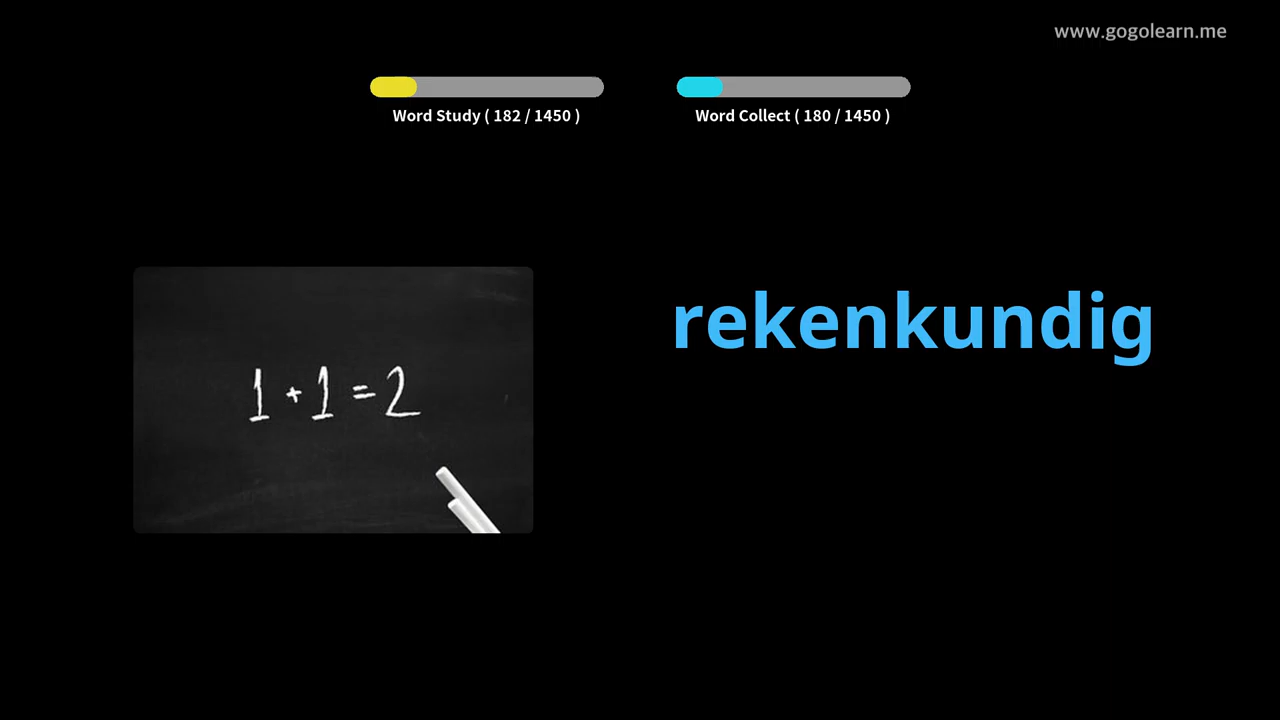 www.gogolearn.me
Word Study ( 182 / 1450 )
Word Collect ( 180 / 1450 )
rekenkundig
1 + 1 = 2